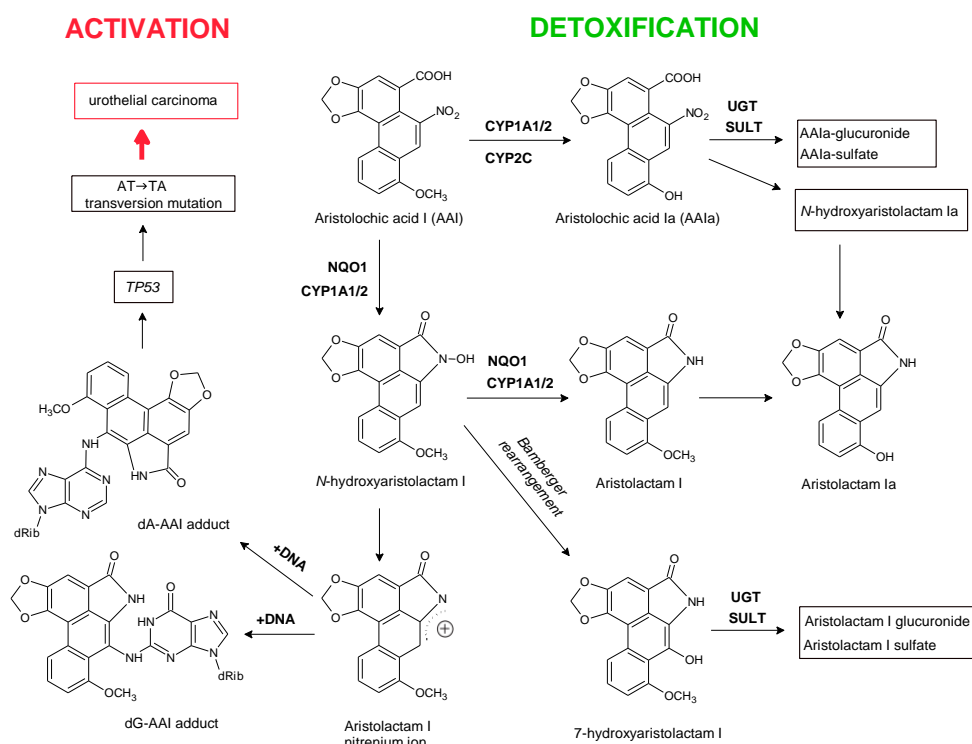 ACTIVATION
DETOXIFICATION
urothelial carcinoma
AT→TA
transversion mutation
TP53
O
O
COOH
NO2
OCH3
Aristolochic acid I (AAI)
CYP1A1/2
CYP2C
O
O
COOH
NO2
OH
Aristolochic acid Ia (AAIa)
UGT
SULT
AAIa-glucuronide
AAIa-sulfate
N-hydroxyaristolactam Ia
NQO1
CYP1A1/2
O
O
O
N
OH
OCH3
N-hydroxyaristolactam I
NQO1
CYP1A1/2
O
O
O
NH
OCH3
Aristolactam I
O
O
O
NH
OH
Aristolactam Ia
Bamberger
rearrangement
O
O
H3CO
NH
HN
O
N
N
N
N
dRib
dA-AAI adduct
+DNA
+DNA
O
O
O
NH
O
HN
N
N
NH
N
N
dRib
OCH3
dG-AAI adduct
O
O
O
N
+
OCH3
Aristolactam I
nitrenium ion
O
O
O
NH
OH
OCH3
7-hydroxyaristolactam I
UGT
SULT
Aristolactam I glucuronide
Aristolactam I sulfate